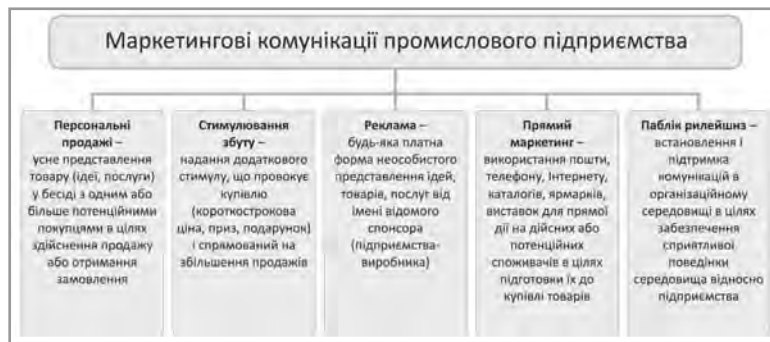 Маркетингові комунікації промислового підприємства
Персональні
продажі –
усне представлення
товару (ідеї, послуги)
у бесіді з одним або
більше потенційними
покупцями в цілях
здійснення продажу
або отримання
замовлення
Стимулювання
збуту –
надання додаткового
стимулу, що провокує
купівлю
(короткострокова
ціна, приз, подарунок)
і спрямований на
збільшення продажів
Реклама –
будь-яка платна
форма неособистого
представлення ідей,
товарів, послуг від
імені відомого
спонсора
(підприємства-
виробника)
Прямий
маркетинг –
використання пошти,
телефону, Інтернету,
каталогів, ярмарків,
виставок для прямої
дії на дійсних або
потенційних
споживачів в цілях
підготовки їх до
купівлі товарів
Паблік рилейшнз –
встановлення і
підтримка
комунікацій в
організаційному
середовищі в цілях
забезпечення
сприятливої
поведінки
середовища відносно
підприємства